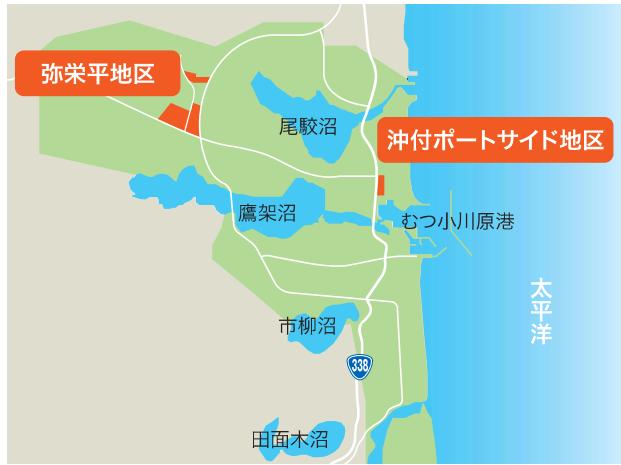 弥栄平地区
尾駮沼
沖付ポートサイド地区
鷹架沼
むつ小川原港
太平洋
市柳沼
338
田面木沼